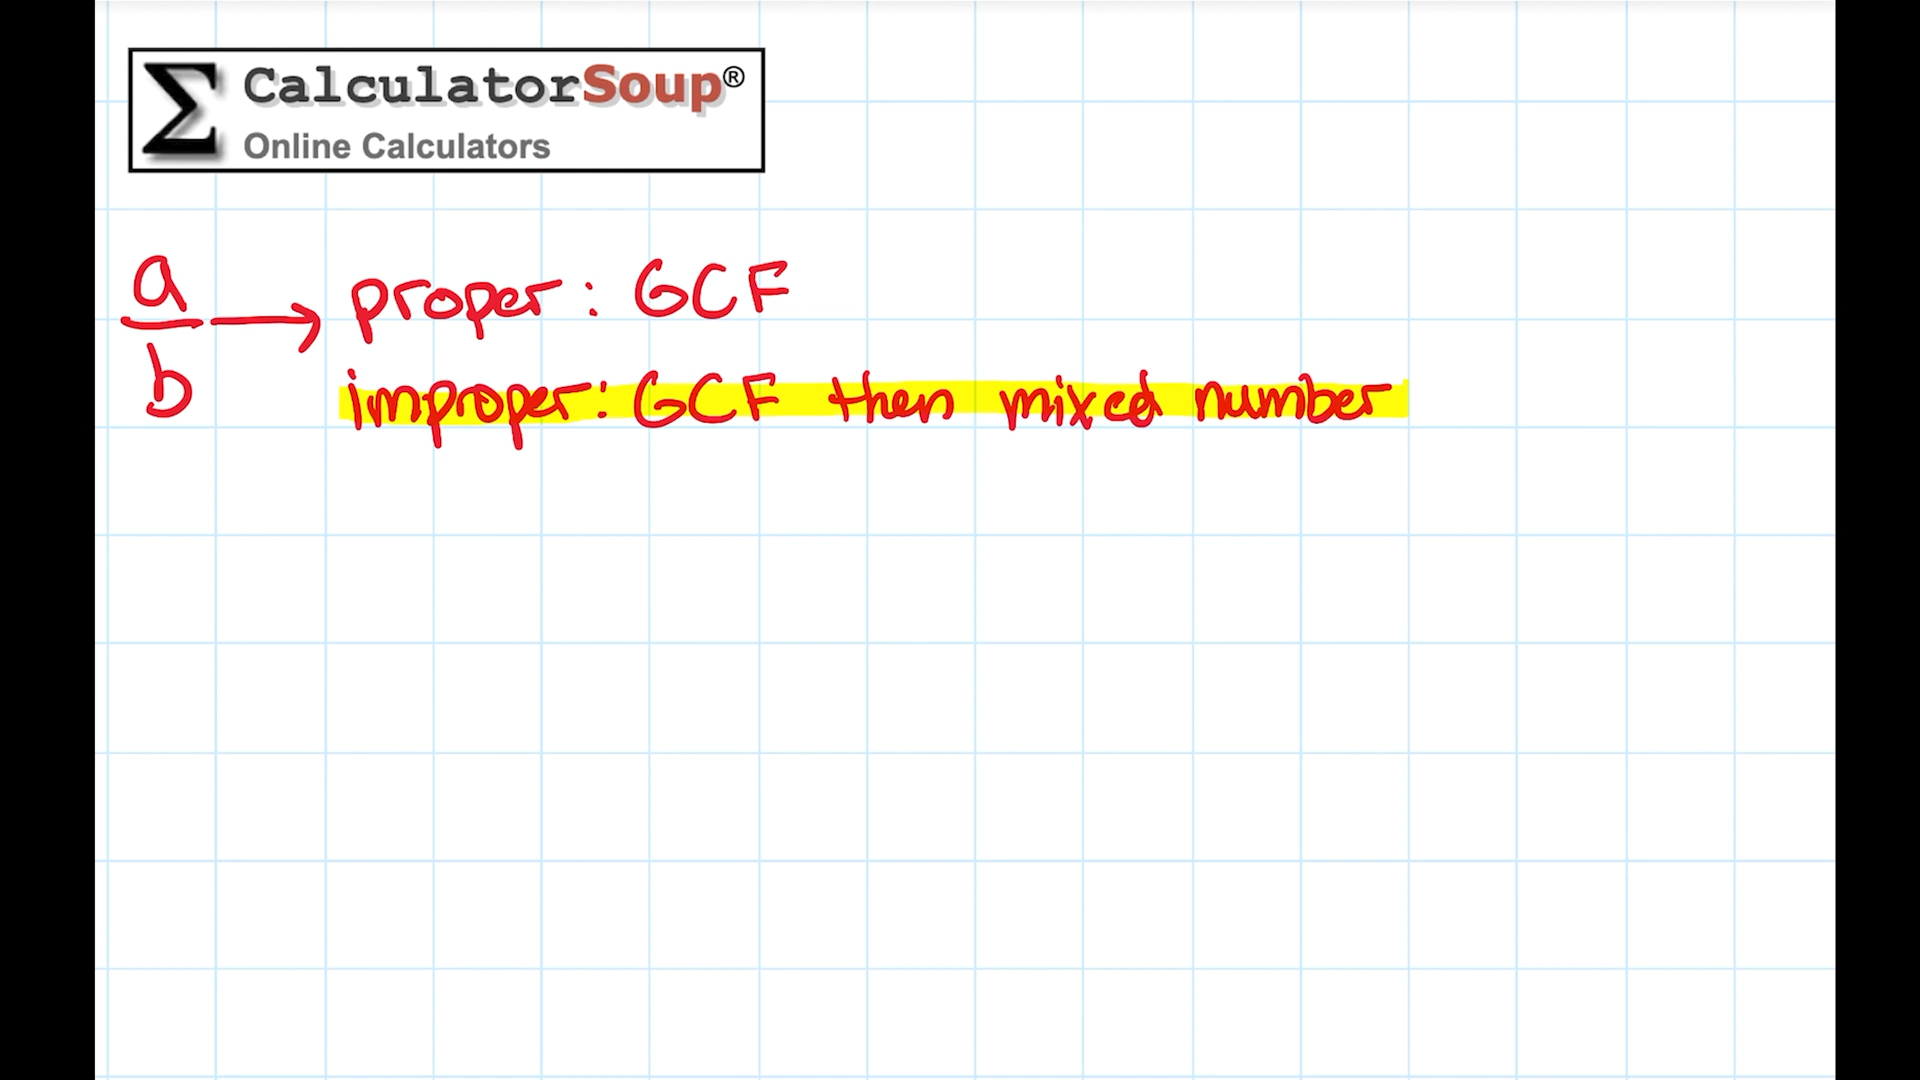 CalculatorSoup®
Online Calculators
a
b
→ proper: GCF
improper: GCF then mixed number